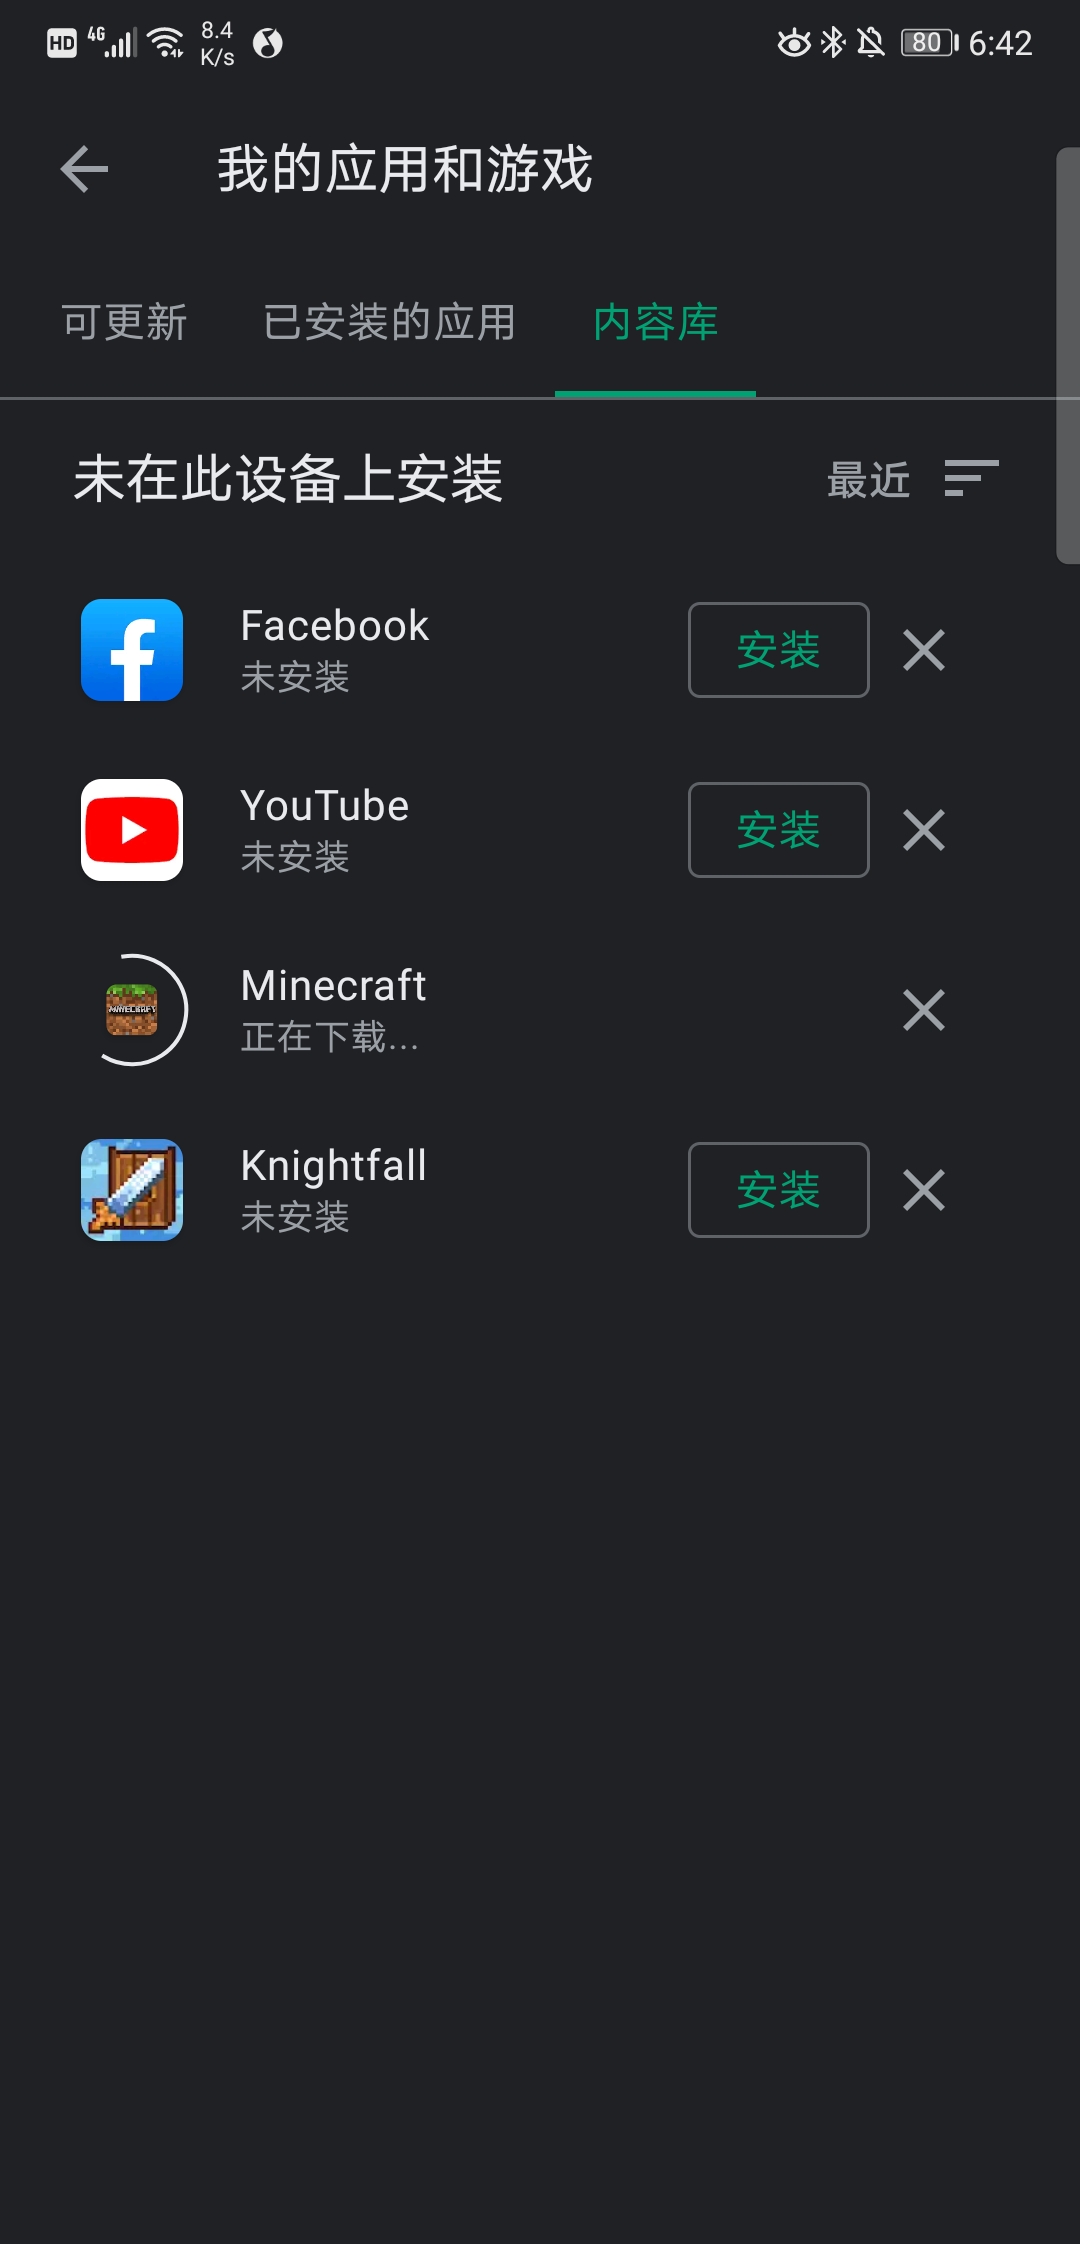 HD 4G 8.4 K/s 80 6:42
我的应用和游戏
可更新 已安装的应用 内容库
未在此设备上安装 最近
Facebook
未安装 安装
YouTube
未安装 安装
MINECRAFT
Minecraft
正在下载...
Knightfall
未安装 安装